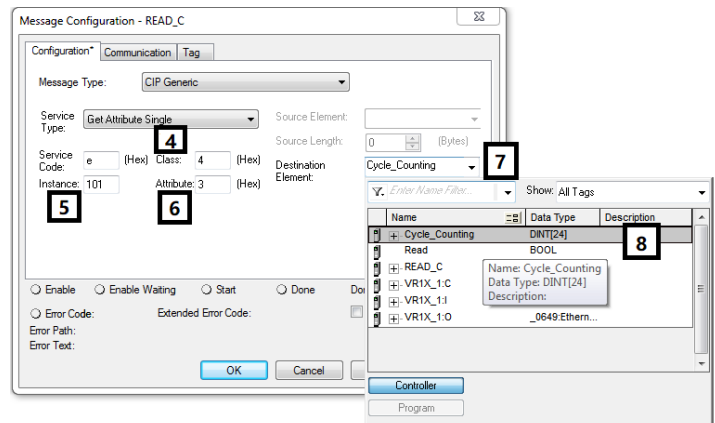 Message Configuration - READ_C
Configuration* Communication Tag
Message Type: CIP Generic
Service Type: Get Attribute Single
4
Source Element:
Source Length: 0 (Bytes)
Service Code: e (Hex) Class: 4 (Hex)
Destination Element: Cycle_Counting
7
Instance: 101 Attribute: 3 (Hex)
5
6
Enter Name Filter... Show: All Tags
Name Data Type Description
Cycle_Counting DINT[24]
8
Read BOOL
READ_C
VR1X_1:C
VR1X_1:I
VR1X_1:O _0649:Ethern...
Name: Cycle_Counting
Data Type: DINT[24]
Description:
Enable Enable Waiting Start Done
Error Code: Extended Error Code:
Error Path:
Error Text:
OK Cancel
Controller
Program